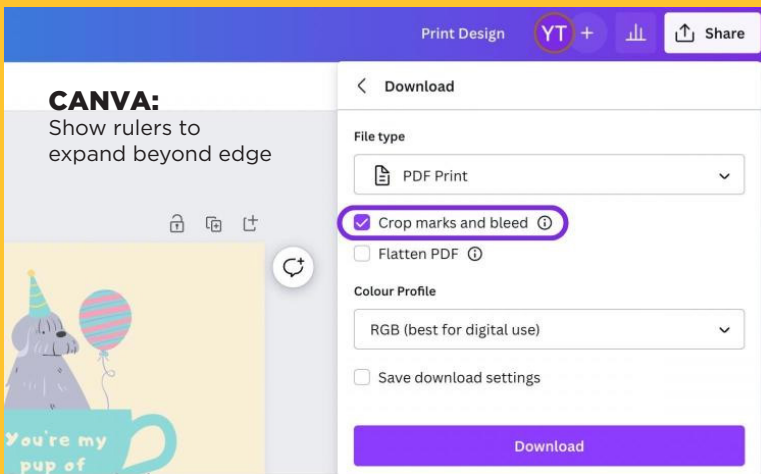 Print Design
YT
+
Share
CANVA:
Show rulers to
expand beyond edge
Download
File type
PDF Print
Crop marks and bleed
Flatten PDF
Colour Profile
RGB (best for digital use)
Save download settings
Download
You're my
pup of